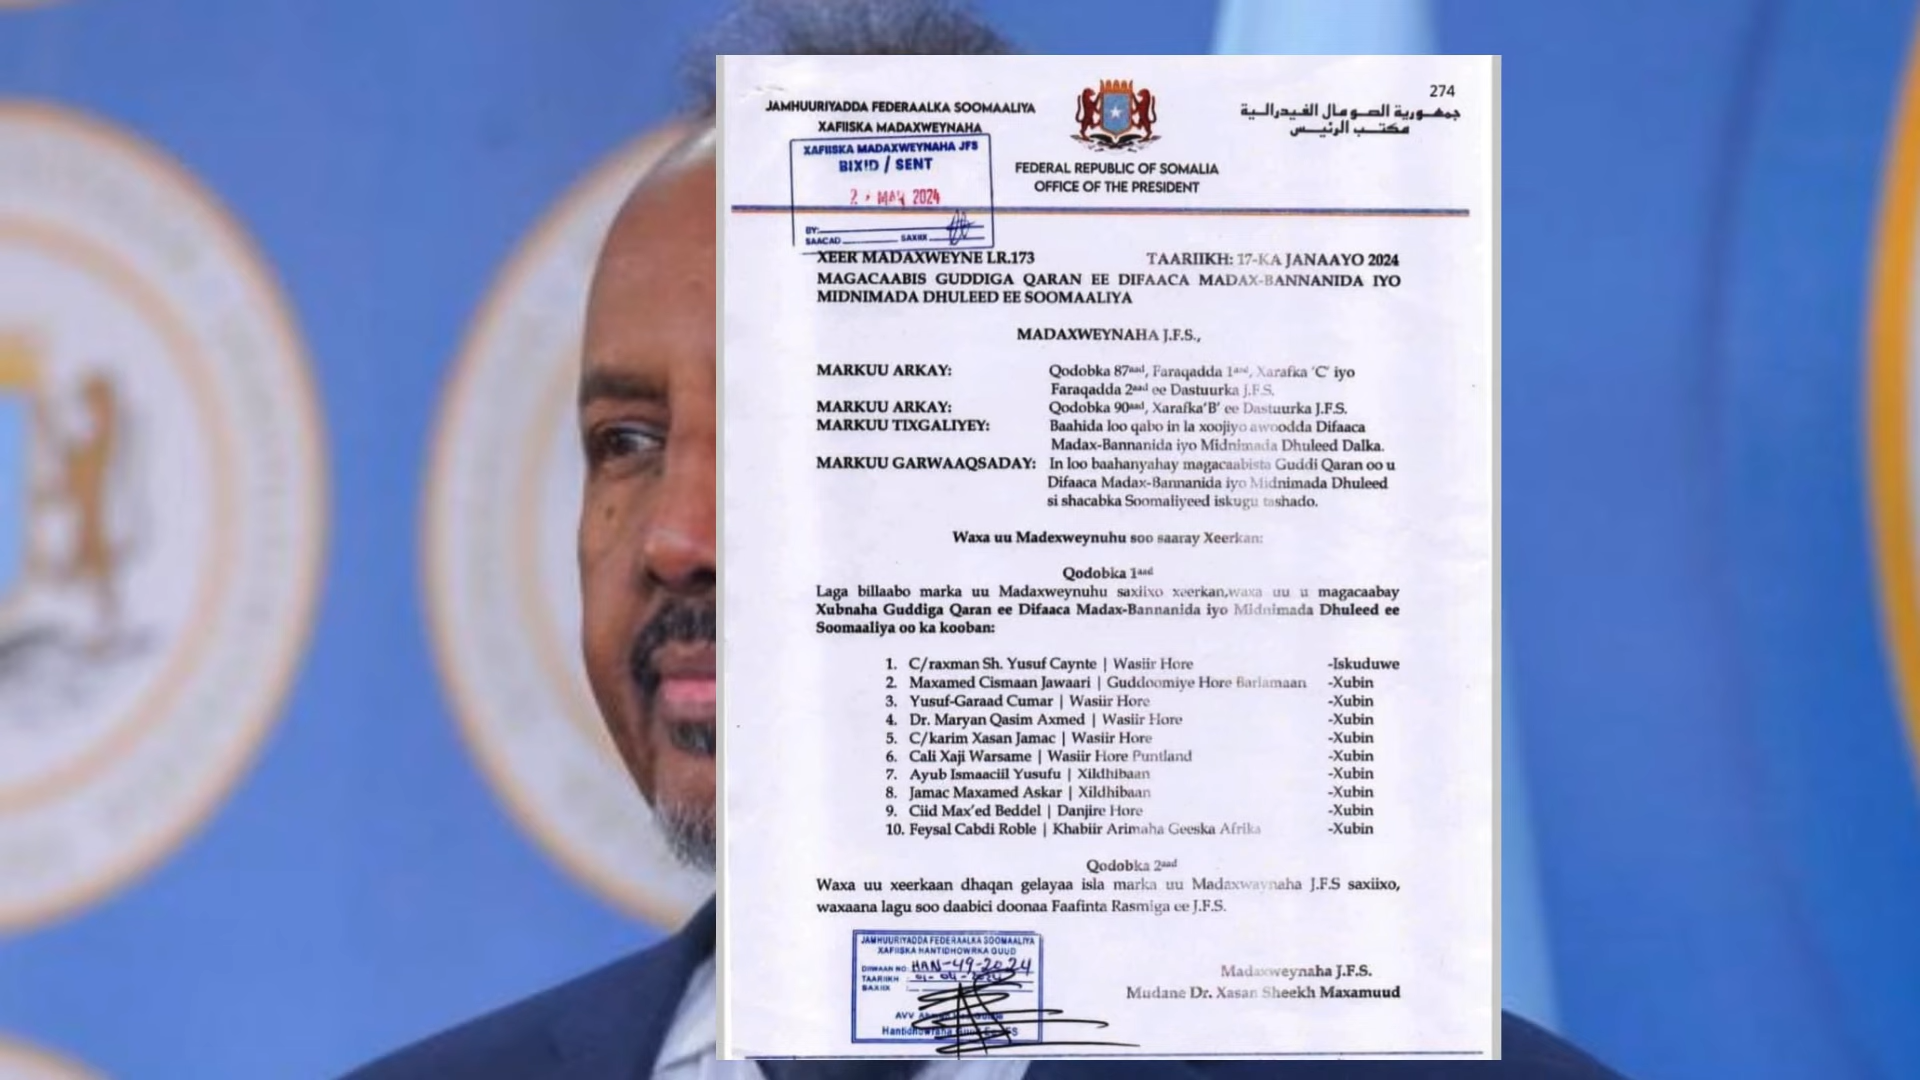 274
JAMHUURIYADDA FEDERAALKA SOOMAALIYA
XAFIISKA MADAXWEYNAHA
جمهورية الصومال الفيدرالية
مكتب الرئيس
FEDERAL REPUBLIC OF SOMALIA
OFFICE OF THE PRESIDENT
XAFIISKA MADAXWEYNAHA JFS
BIXID / SENT
MAR 2024
BY:
SAACAD SAXIIX
XEER MADAXWEYNE LR.173 TAARIIKH: 17-KA JANAAYO 2024
MAGACAABIS GUDDIGA QARAN EE DIFAACA MADAX-BANNANIDA IYO
MIDNIMADA DHULEED EE SOOMAALIYA
MADAXWEYNAHA J.F.S.,
MARKUU ARKAY: Qodobka 87aad, Faraqadda 1aad, Xarafka 'C' iyo
Faraqadda 2aad ee Dastuurka J.F.S.
MARKUU ARKAY: Qodobka 90aad, Xarafka'B' ee Dastuurka J.F.S.
MARKUU TIXGALIYEY: Baahida loo qabo in la xoojiyo awoodda Difaaca
Madax-Bannanida iyo Midnimada Dhuleed Dalka.
MARKUU GARWAAQSADAY: In loo baahanyahay magacaabista Guddi Qaran oo u
Difaaca Madax-Bannanida iyo Midnimada Dhuleed
si shacabka Soomaliyeed iskugu tashado.
Waxa uu Madexweynuhu soo saaray Xeerkan:
Qodobka 1aad
Laga billaabo marka uu Madaxweynuhu saxiixo xeerkan,waxa uu u magacaabay
Xubnaha Guddiga Qaran ee Difaaca Madax-Bannanida iyo Midnimada Dhuleed ee
Soomaaliya oo ka kooban:
1. C/raxman Sh. Yusuf Caynte | Wasiir Hore -Iskuduwe
2. Maxamed Cismaan Jawaari | Guddoomiye Hore Barlamaan -Xubin
3. Yusuf-Garaad Cumar | Wasiir Hore -Xubin
4. Dr. Maryan Qasim Axmed | Wasiir Hore -Xubin
5. C/karim Xasan Jamac | Wasiir Hore -Xubin
6. Cali Xaji Warsame | Wasiir Hore Puntland -Xubin
7. Ayub Ismaaciil Yusufu | Xildhibaan -Xubin
8. Jamac Maxamed Askar | Xildhibaan -Xubin
9. Ciid Max'ed Beddel | Danjire Hore -Xubin
10. Feysal Cabdi Roble | Khabiir Arimaha Geeska Afrika -Xubin
Qodobka 2aad
Waxa uu xeerkaan dhaqan gelayaa isla marka uu Madaxwaynaha J.F.S saxiixo,
waxaana lagu soo daabici doonaa Faafinta Rasmiga ee J.F.S.
JAMHUURIYADDA FEDERAALKA SOOMAALIYA
XAFIISKA HANTIDHOWRKA GUUD
DIIWAAN NO: HAN-49-2024
TAARIIKH
SAXIIX
AVV
Madaxweynaha J.F.S.
Mudane Dr. Xasan Sheekh Maxamuud